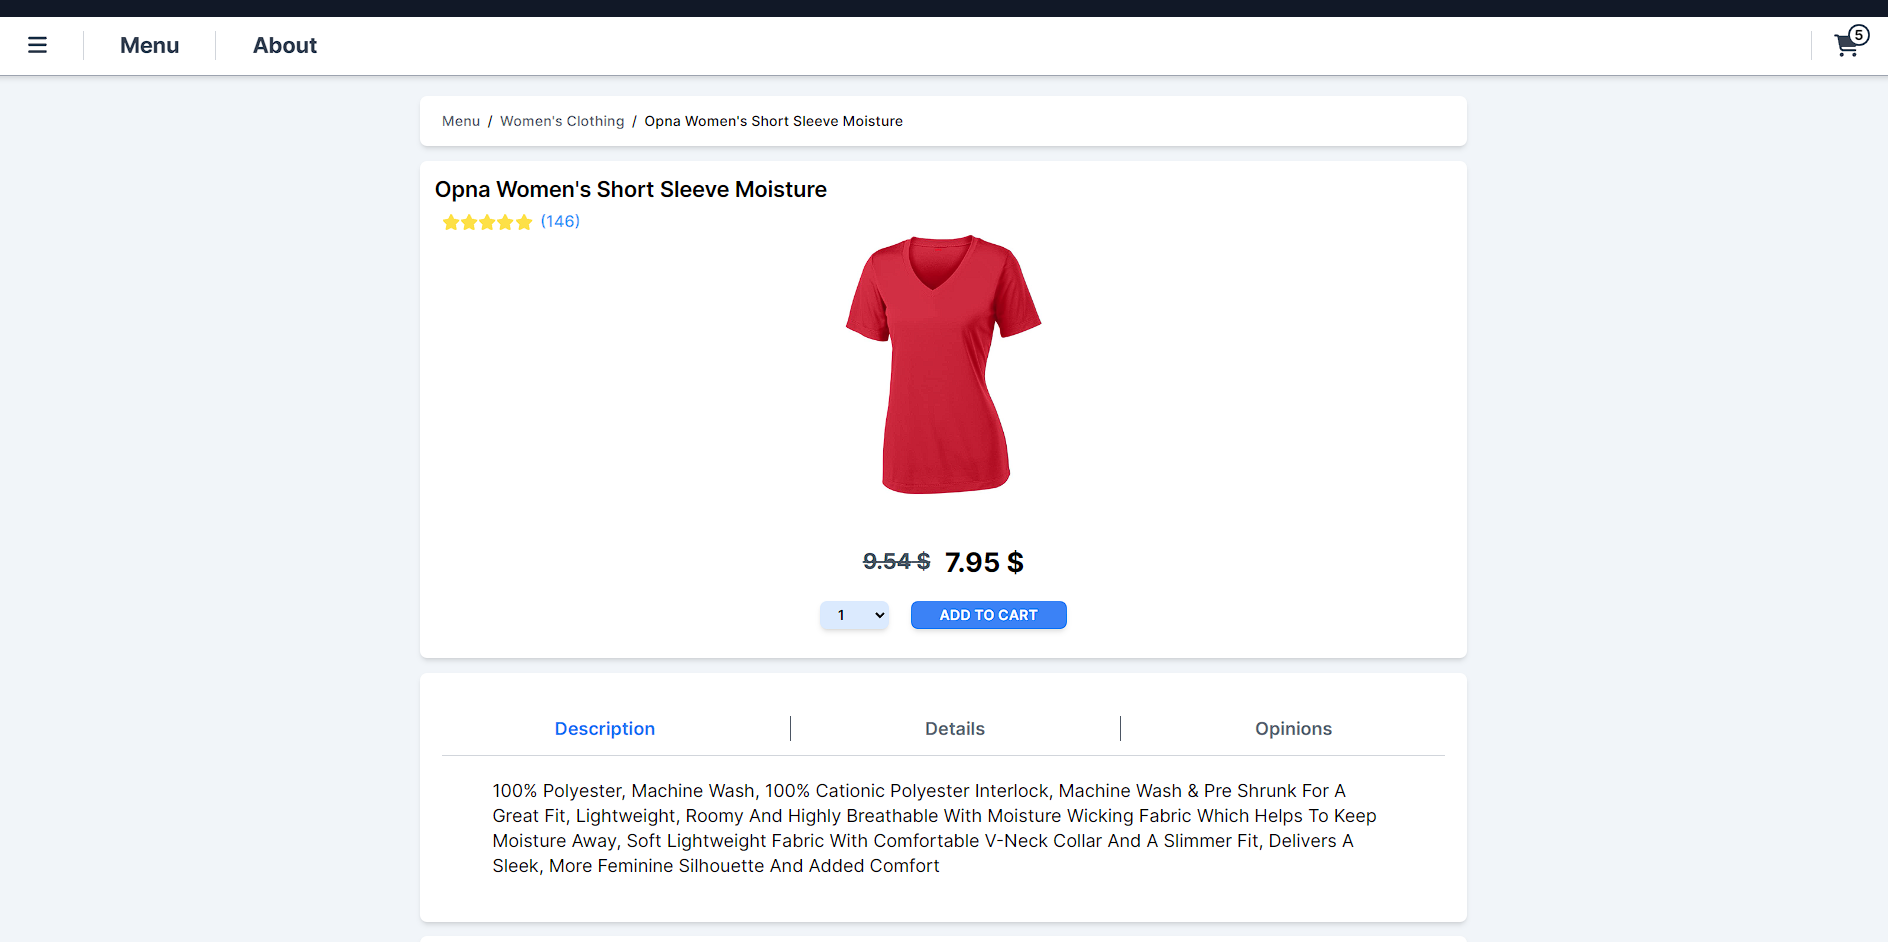 Menu
About
5
Menu / Women's Clothing / Opna Women's Short Sleeve Moisture
Opna Women's Short Sleeve Moisture
(146)
9.54 $ 7.95 $
1
ADD TO CART
Description
Details
Opinions
100% Polyester, Machine Wash, 100% Cationic Polyester Interlock, Machine Wash & Pre Shrunk For A
Great Fit, Lightweight, Roomy And Highly Breathable With Moisture Wicking Fabric Which Helps To Keep
Moisture Away, Soft Lightweight Fabric With Comfortable V-Neck Collar And A Slimmer Fit, Delivers A
Sleek, More Feminine Silhouette And Added Comfort